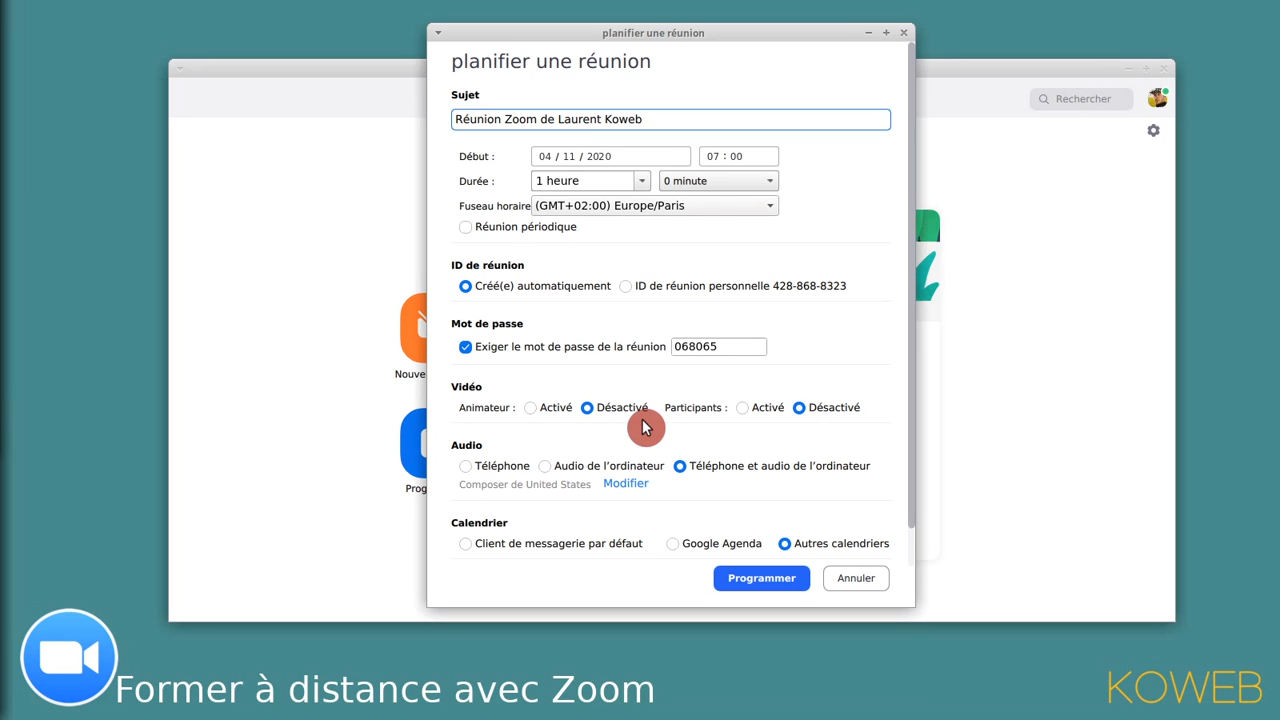 planifier une réunion
Rechercher
planifier une réunion
Sujet
Réunion Zoom de Laurent Koweb
Début : 04 / 11 / 2020 07 : 00
Durée : 1 heure 0 minute
Fuseau horaire (GMT+02:00) Europe/Paris
Réunion périodique
ID de réunion
Créé(e) automatiquement ID de réunion personnelle 428-868-8323
Mot de passe
Exiger le mot de passe de la réunion 068065
Nouve
Vidéo
Animateur : Activé Désactivé Participants : Activé Désactivé
Audio
Téléphone Audio de l’ordinateur Téléphone et audio de l’ordinateur
Composer de United States Modifier
Prog
Calendrier
Client de messagerie par défaut Google Agenda Autres calendriers
Programmer Annuler
Former à distance avec Zoom
KOWEB